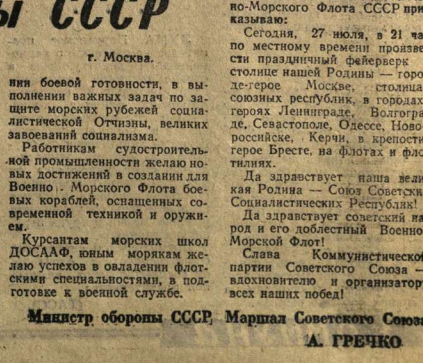 ы СССР
г. Москва.
нии боевой готовности, в вы-
полнении важных задач по за-
щите морских рубежей социа-
листической Отчизны, великих
завоеваний социализма.
Работникам судостроитель-
ной промышленности желаю но-
вых достижений в создании для
Военно - Морского Флота бое-
вых кораблей, оснащенных со-
временной техникой и оружи-
ем.
Курсантам морских школ
ДОСААФ, юным морякам же-
лаю успехов в овладении флот-
скими специальностями, в под-
готовке к военной службе.
но-Морского Флота СССР при
казываю:
Сегодня, 27 июля, в 21 ча
по местному времени произве
сти праздничный фейерверк
столице нашей Родины — горо
де-герое Москве, столица
союзных республик, в городах-
героях Ленинграде, Волгогра
де, Севастополе, Одессе, Ново
российске, Керчи, в крепости
герое Бресте, на флотах и фло
тилиях.
Да здравствует наша вели
кая Родина — Союз Советски
Социалистических Республик!
Да здравствует советский на
род и его доблестный Военно
Морской Флот!
Слава Коммунистической
партии Советского Союза —
вдохновителю и организатор
всех наших побед!
Министр обороны СССР, Маршал Советского Союза
А. ГРЕЧКО